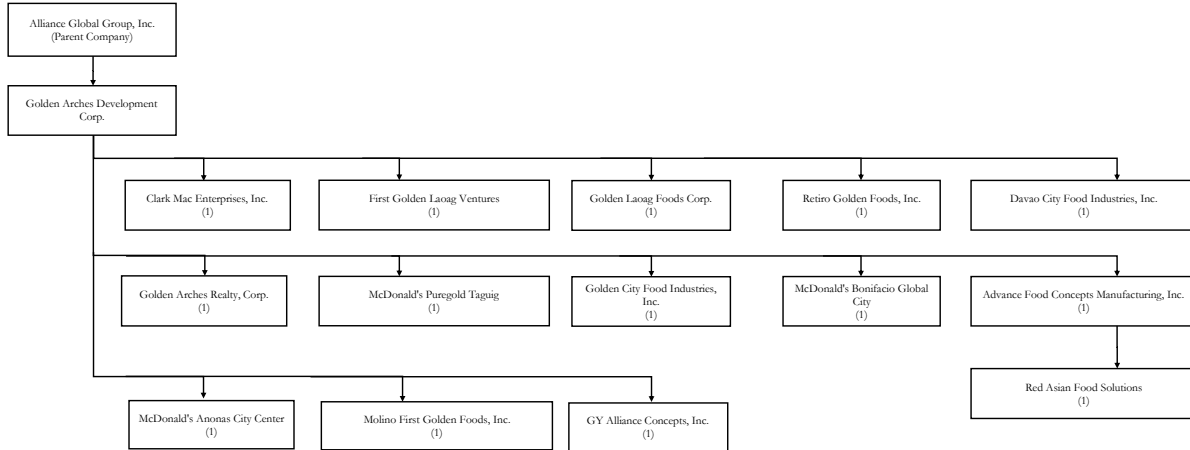 Alliance Global Group, Inc.
(Parent Company)
Golden Arches Development
Corp.
Clark Mac Enterprises, Inc.
(1)
First Golden Laoag Ventures
(1)
Golden Laoag Foods Corp.
(1)
Retiro Golden Foods, Inc.
(1)
Davao City Food Industries, Inc.
(1)
Golden Arches Realty, Corp.
(1)
McDonald's Puregold Taguig
(1)
Golden City Food Industries,
Inc.
(1)
McDonald's Bonifacio Global
City
(1)
Advance Food Concepts Manufacturing, Inc.
(1)
Red Asian Food Solutions
(1)
McDonald's Anonas City Center
(1)
Molino First Golden Foods, Inc.
(1)
GY Alliance Concepts, Inc.
(1)